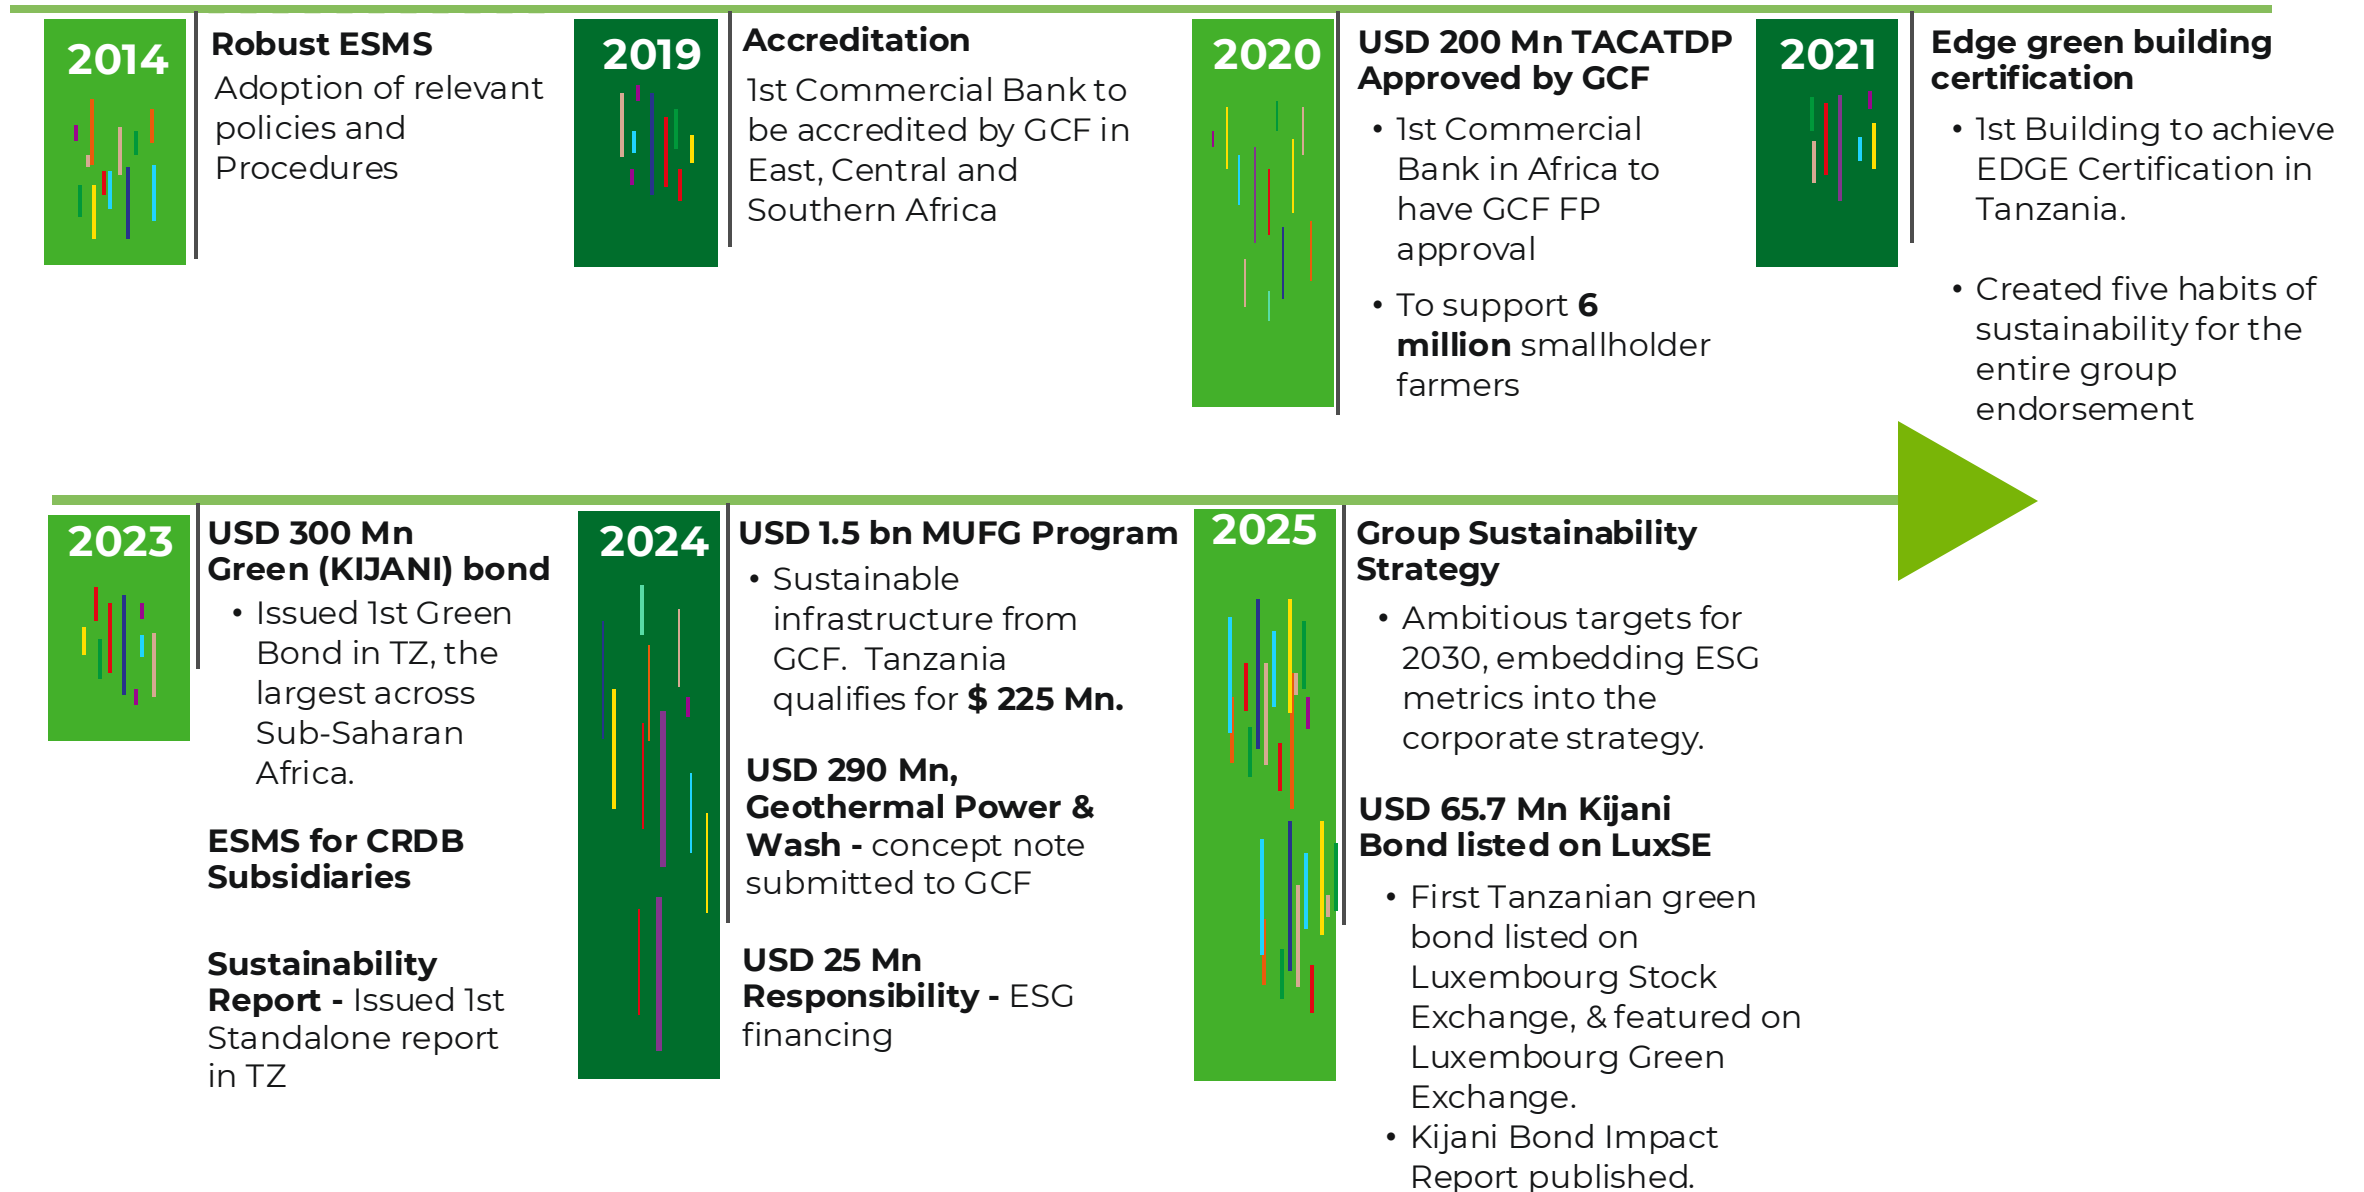 2014
Robust ESMS
Adoption of relevant
policies and
Procedures
2019
Accreditation
1st Commercial Bank to
be accredited by GCF in
East, Central and
Southern Africa
2020
USD 200 Mn TACATDP
Approved by GCF
• 1st Commercial
Bank in Africa to
have GCF FP
approval
• To support 6
million smallholder
farmers
2021
Edge green building
certification
• 1st Building to achieve
EDGE Certification in
Tanzania.
• Created five habits of
sustainability for the
entire group
endorsement
2023
USD 300 Mn
Green (KIJANI) bond
• Issued 1st Green
Bond in TZ, the
largest across
Sub-Saharan
Africa.
ESMS for CRDB
Subsidiaries
Sustainability
Report - Issued 1st
Standalone report
in TZ
2024
USD 1.5 bn MUFG Program
• Sustainable
infrastructure from
GCF. Tanzania
qualifies for $ 225 Mn.
USD 290 Mn,
Geothermal Power &
Wash - concept note
submitted to GCF
USD 25 Mn
Responsibility - ESG
financing
2025
Group Sustainability
Strategy
• Ambitious targets for
2030, embedding ESG
metrics into the
corporate strategy.
USD 65.7 Mn Kijani
Bond listed on LuxSE
• First Tanzanian green
bond listed on
Luxembourg Stock
Exchange, & featured on
Luxembourg Green
Exchange.
• Kijani Bond Impact
Report published.